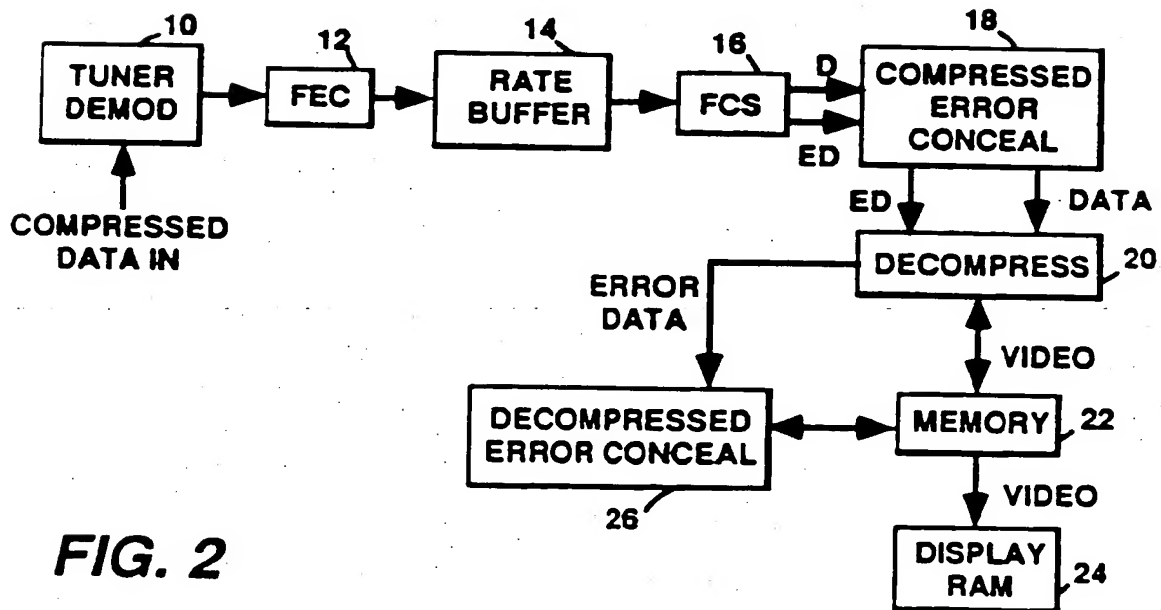 10
TUNER
DEMOD
12
FEC
14
RATE
BUFFER
16
FCS
D
ED
18
COMPRESSED
ERROR
CONCEAL
COMPRESSED
DATA IN
ED
DATA
DECOMPRESS
20
ERROR
DATA
VIDEO
DECOMPRESSED
ERROR CONCEAL
26
MEMORY
22
VIDEO
DISPLAY
RAM
24
FIG. 2